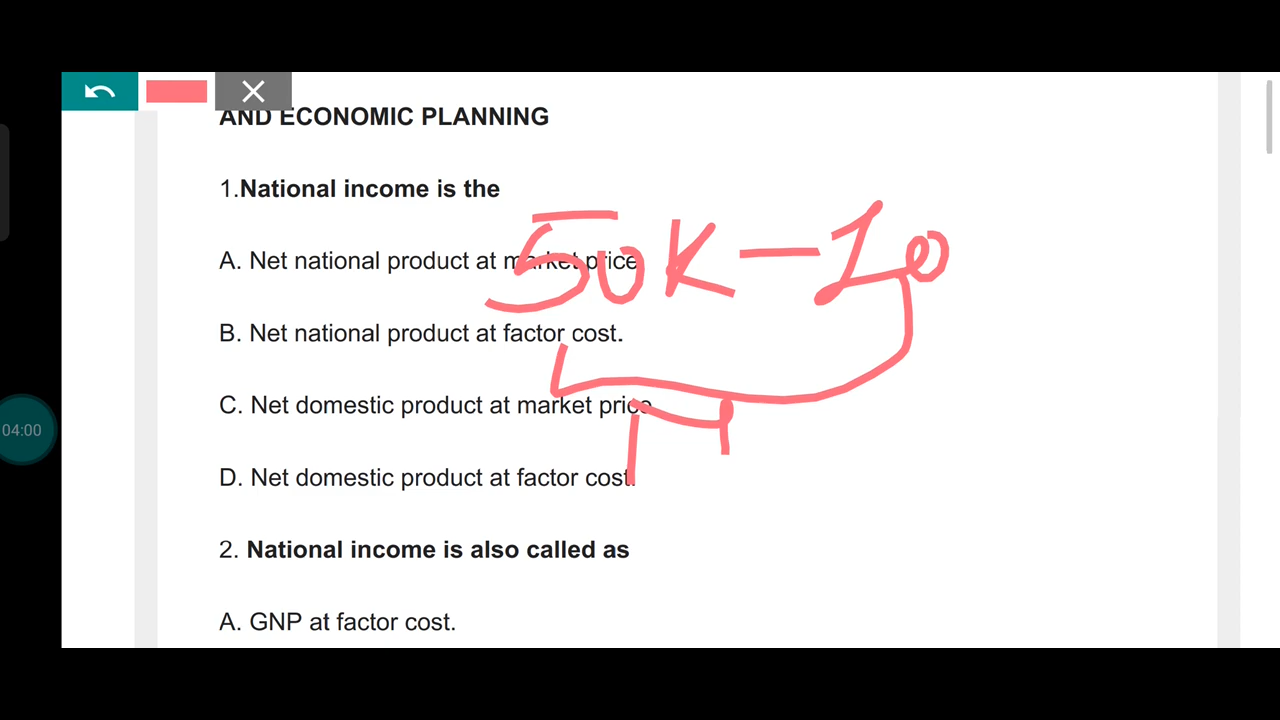 AND ECONOMIC PLANNING
1.National income is the
50K-10
A. Net national product at market price
B. Net national product at factor cost.
C. Net domestic product at market price
D. Net domestic product at factor cost.
04:00
2. National income is also called as
A. GNP at factor cost.